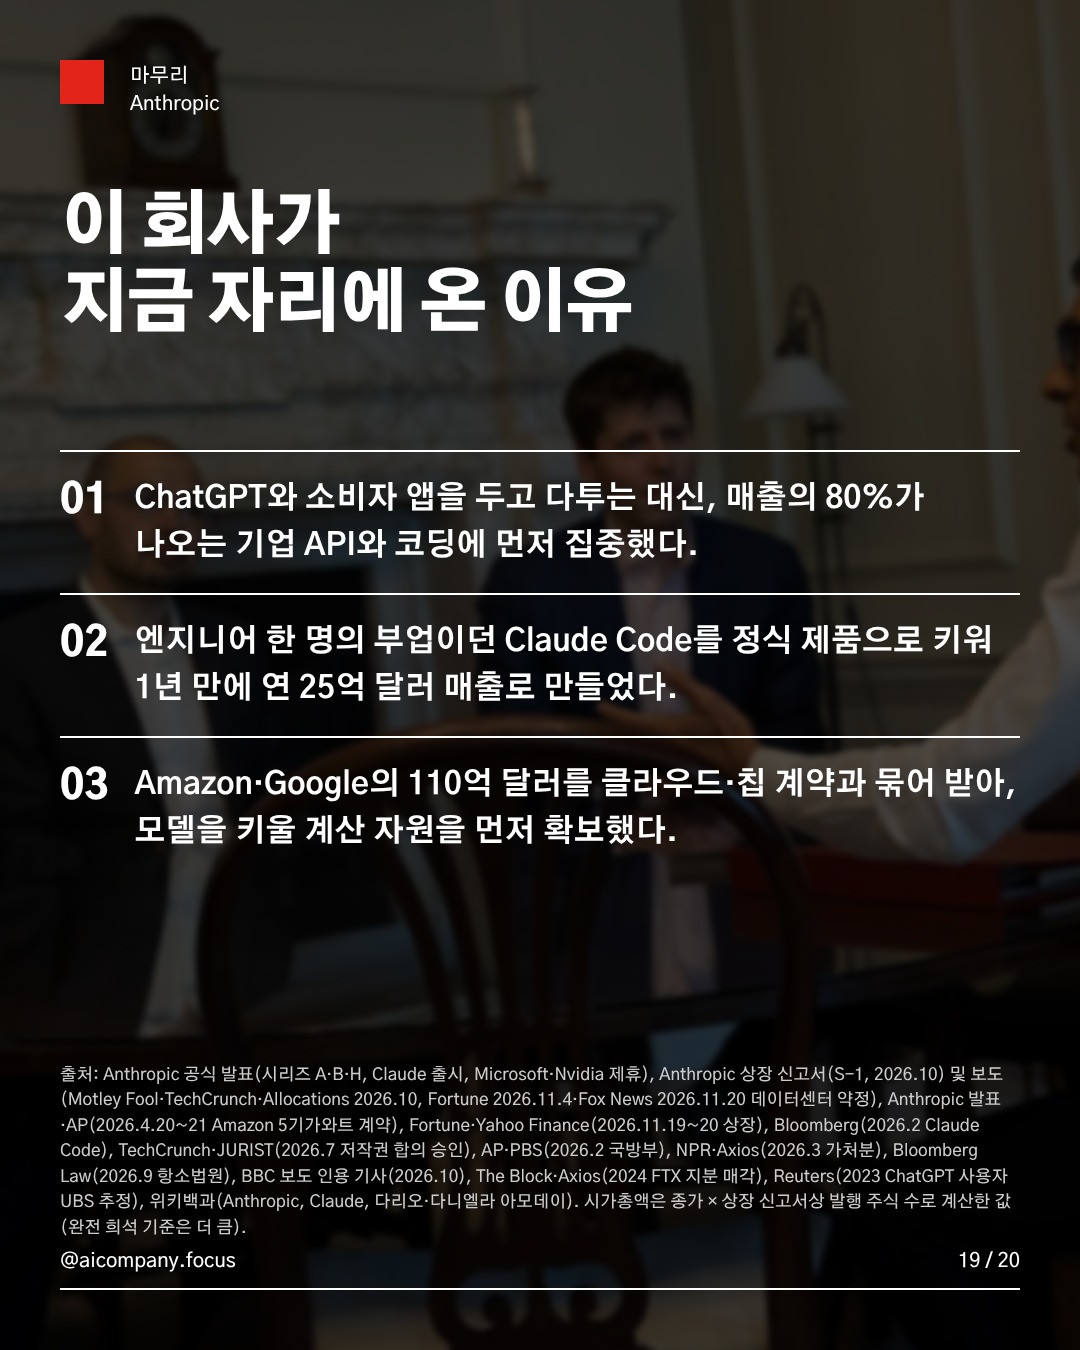 마무리
Anthropic
이 회사가
지금 자리에 온 이유
01 ChatGPT와 소비자 앱을 두고 다투는 대신, 매출의 80%가
나오는 기업 API와 코딩에 먼저 집중했다.
02 엔지니어 한 명의 부업이던 Claude Code를 정식 제품으로 키워
1년 만에 연 25억 달러 매출로 만들었다.
03 Amazon·Google의 110억 달러를 클라우드·칩 계약과 묶어 받아,
모델을 키울 계산 자원을 먼저 확보했다.
출처: Anthropic 공식 발표(시리즈 A·B·H, Claude 출시, Microsoft·Nvidia 제휴), Anthropic 상장 신고서(S-1, 2026.10) 및 보도
(Motley Fool·TechCrunch·Allocations 2026.10, Fortune 2026.11.4·Fox News 2026.11.20 데이터센터 약정), Anthropic 발표
·AP(2026.4.20~21 Amazon 5기가와트 계약), Fortune·Yahoo Finance(2026.11.19~20 상장), Bloomberg(2026.2 Claude
Code), TechCrunch·JURIST(2026.7 저작권 합의 승인), AP·PBS(2026.2 국방부), NPR·Axios(2026.3 가처분), Bloomberg
Law(2026.9 항소법원), BBC 보도 인용 기사(2026.10), The Block·Axios(2024 FTX 지분 매각), Reuters(2023 ChatGPT 사용자
UBS 추정), 위키백과(Anthropic, Claude, 다리오·다니엘라 아모데이). 시가총액은 종가 × 상장 신고서상 발행 주식 수로 계산한 값
(완전 희석 기준은 더 큼).
@aicompany.focus
19 / 20